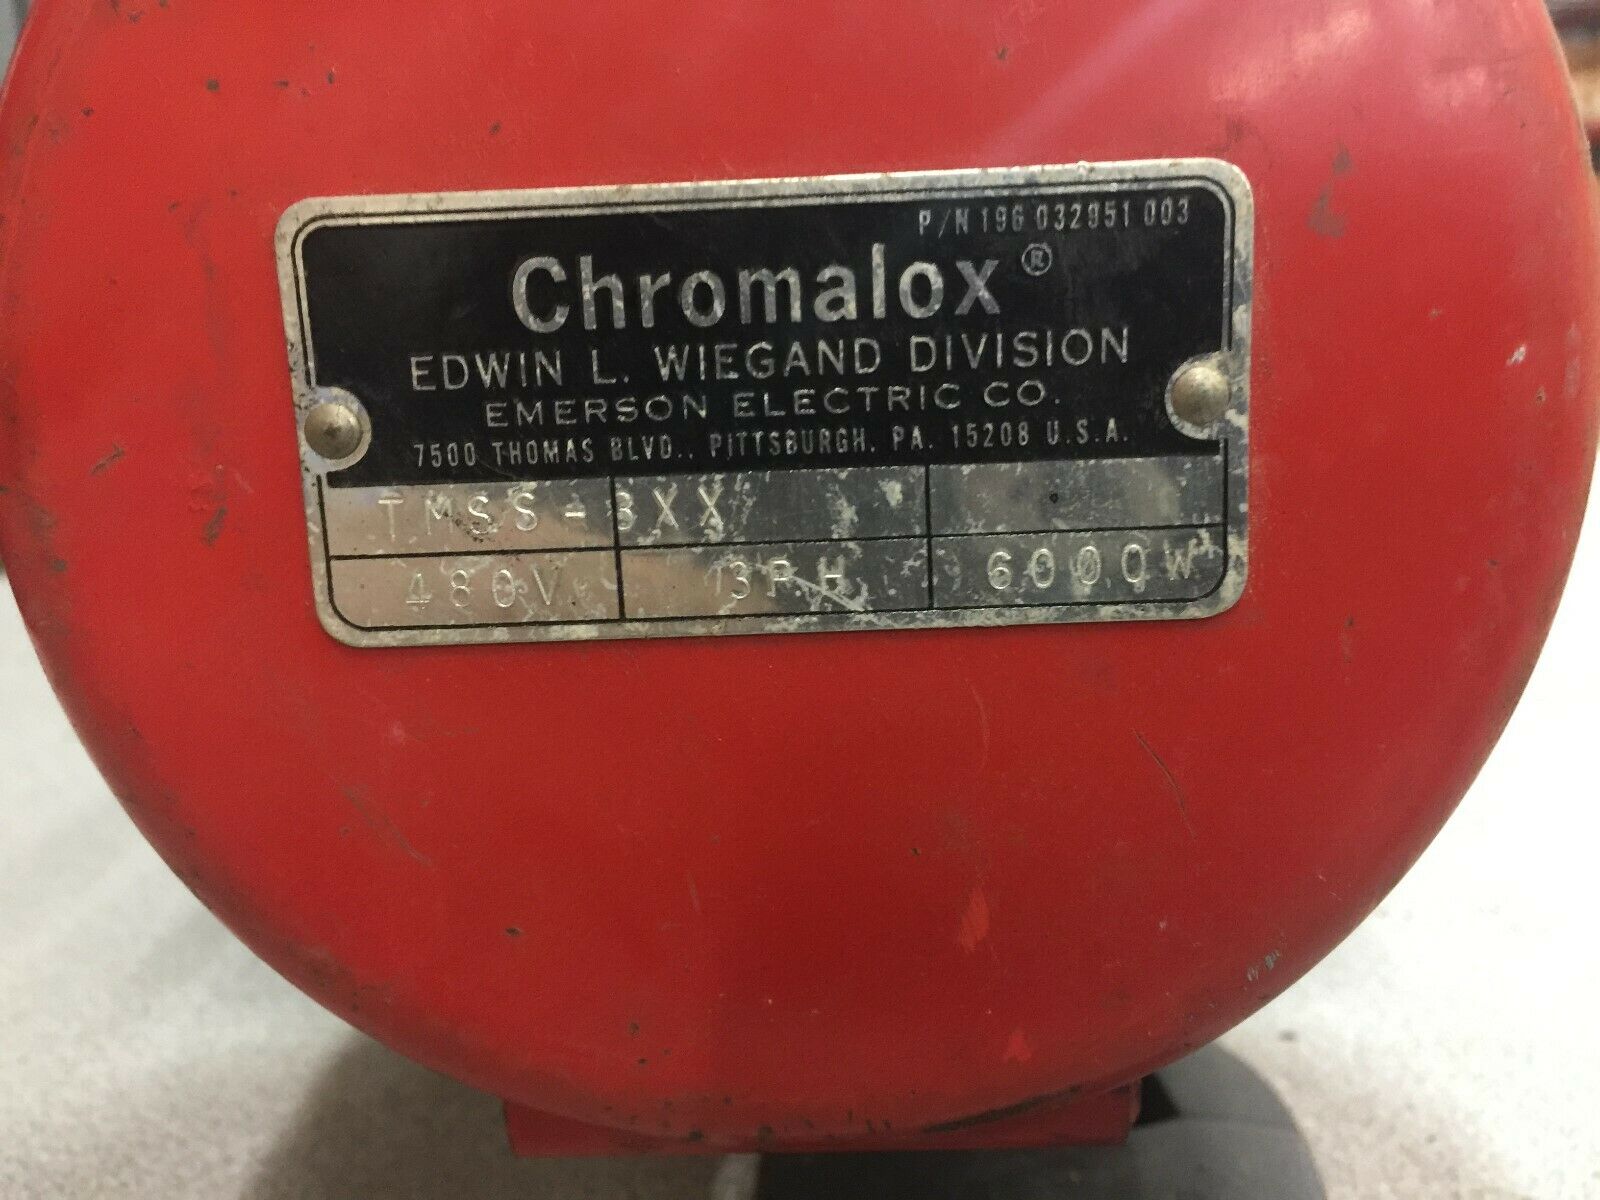 P/N 196 032951 003
Chromalox®
EDWIN L. WIEGAND DIVISION
EMERSON ELECTRIC CO.
7500 THOMAS BLVD., PITTSBURGH, PA. 15208 U.S.A.
TMSS-3XX
480V 3PH 6000W